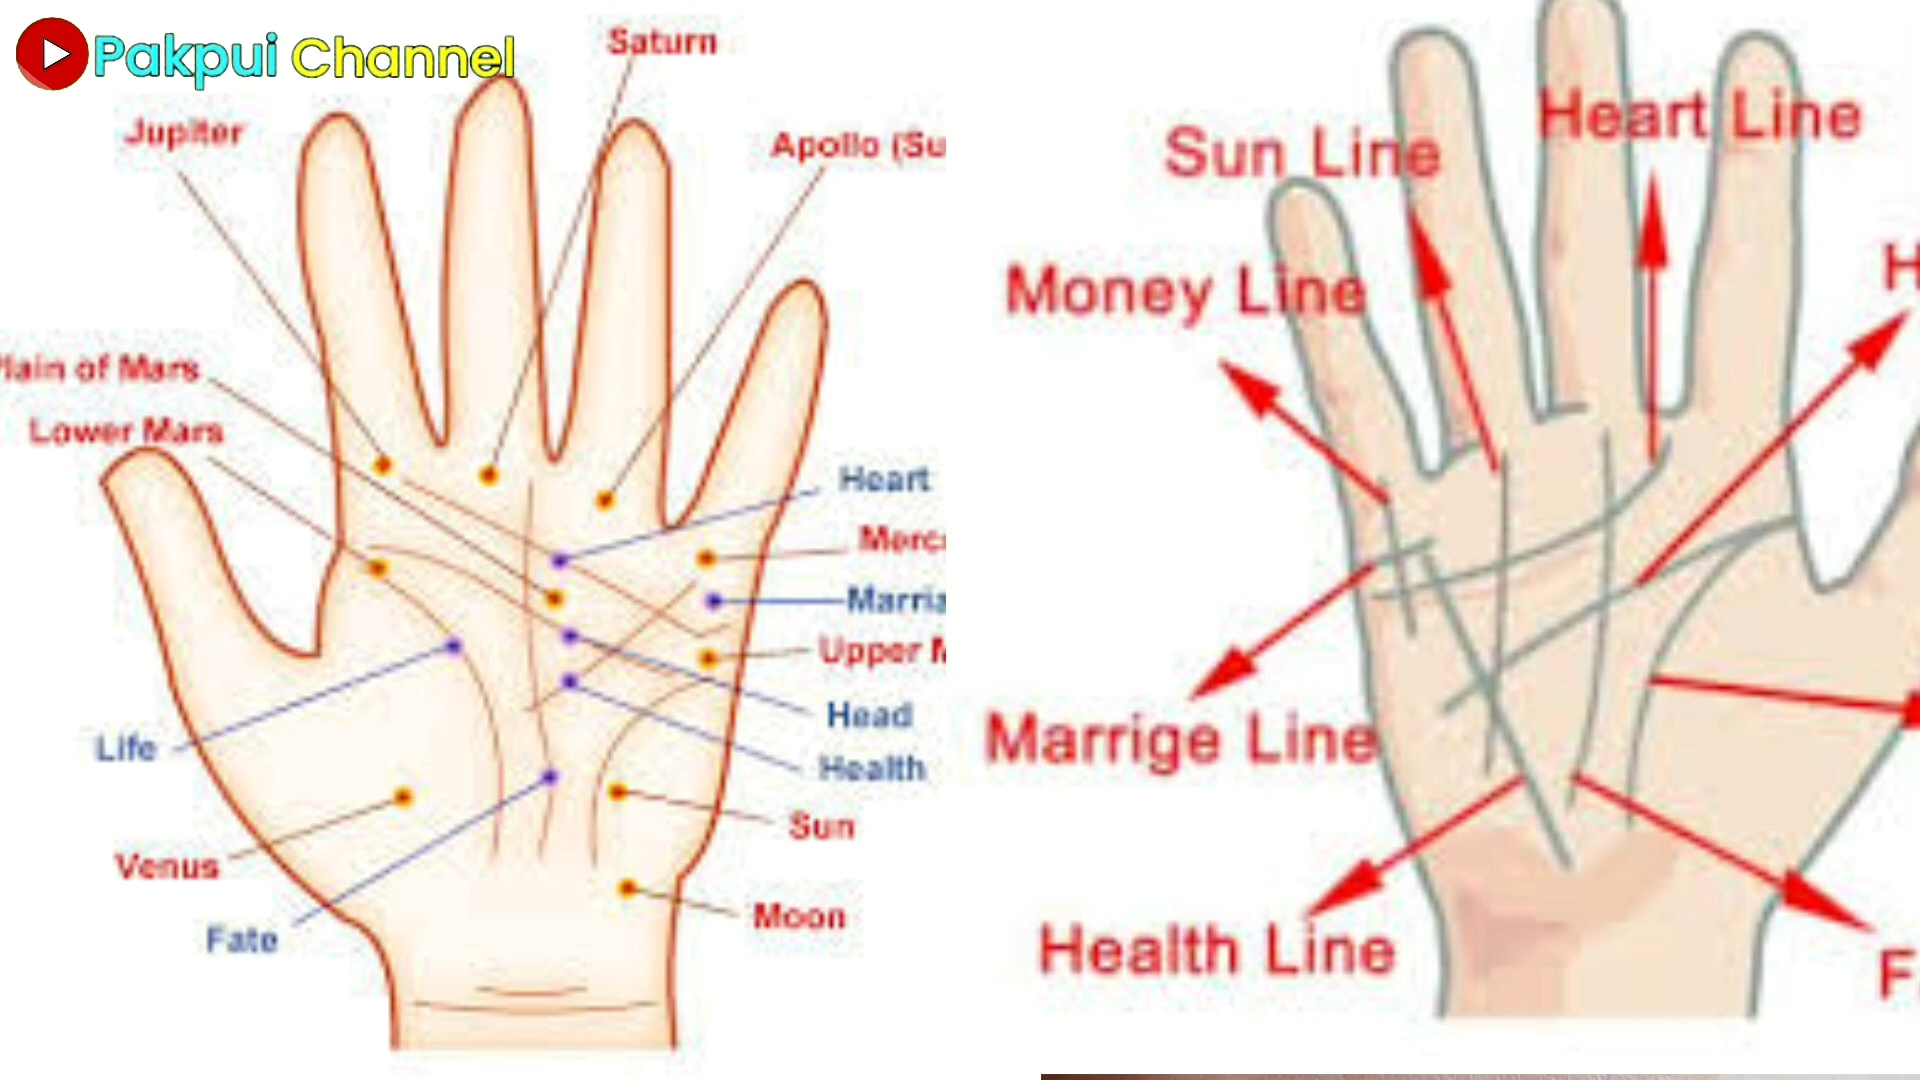 Pakpui Channel
Saturn
Jupiter
Apollo (Su
lain of Mars
Lower Mars
Heart
Merc
Marria
Upper M
Head
Life
Health
Sun
Venus
Moon
Fate
Heart Line
Sun Line
H
Money Line
Marrige Line
Health Line
F